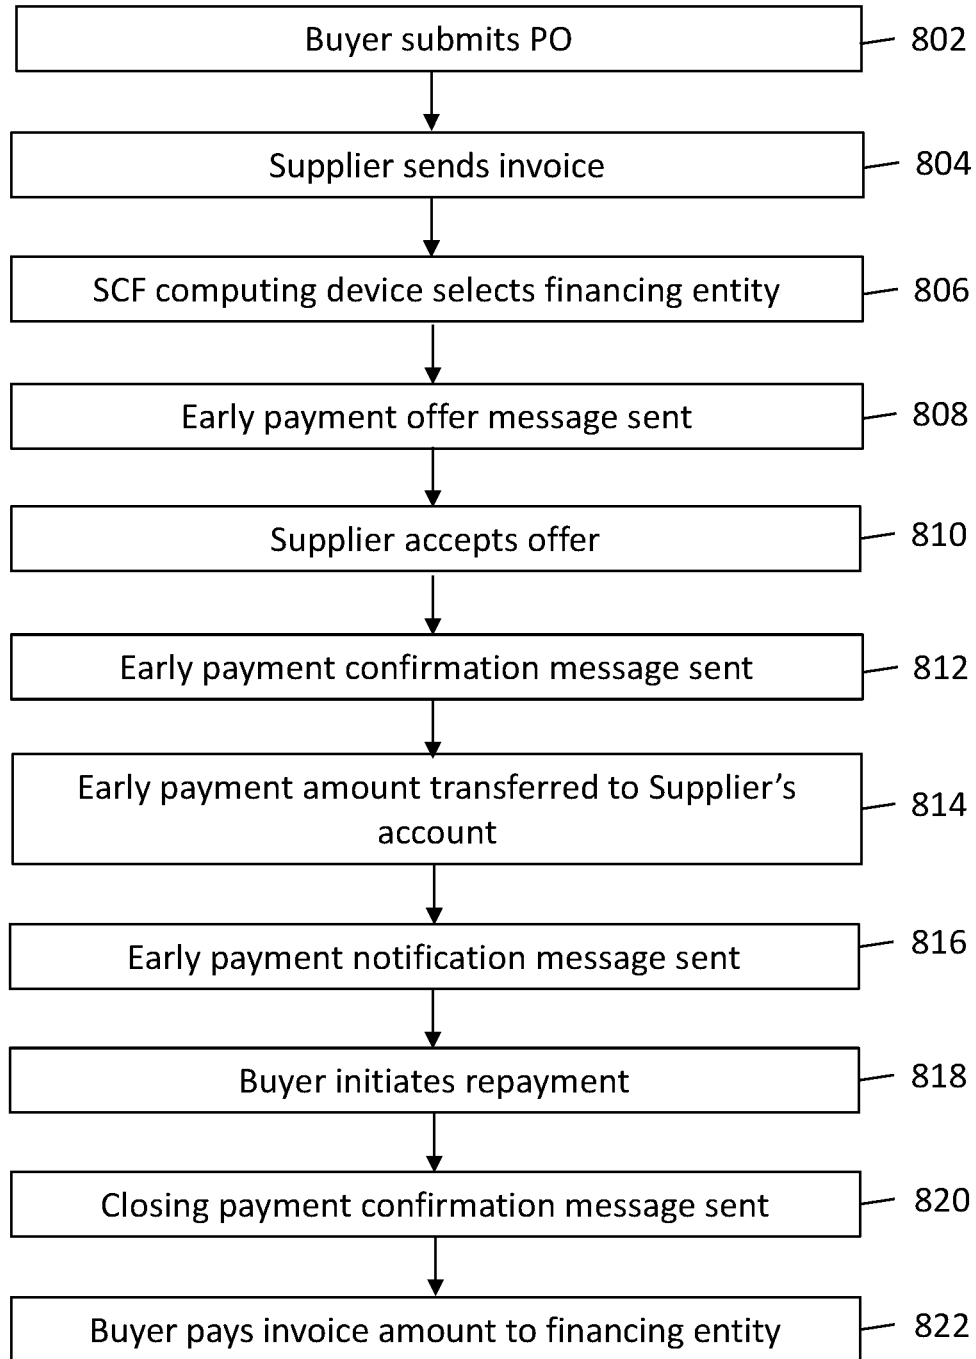 Buyer submits PO
802
Supplier sends invoice
804
SCF computing device selects financing entity
806
Early payment offer message sent
808
Supplier accepts offer
810
Early payment confirmation message sent
812
Early payment amount transferred to Supplier's
account
814
Early payment notification message sent
816
Buyer initiates repayment
818
Closing payment confirmation message sent
820
Buyer pays invoice amount to financing entity
822